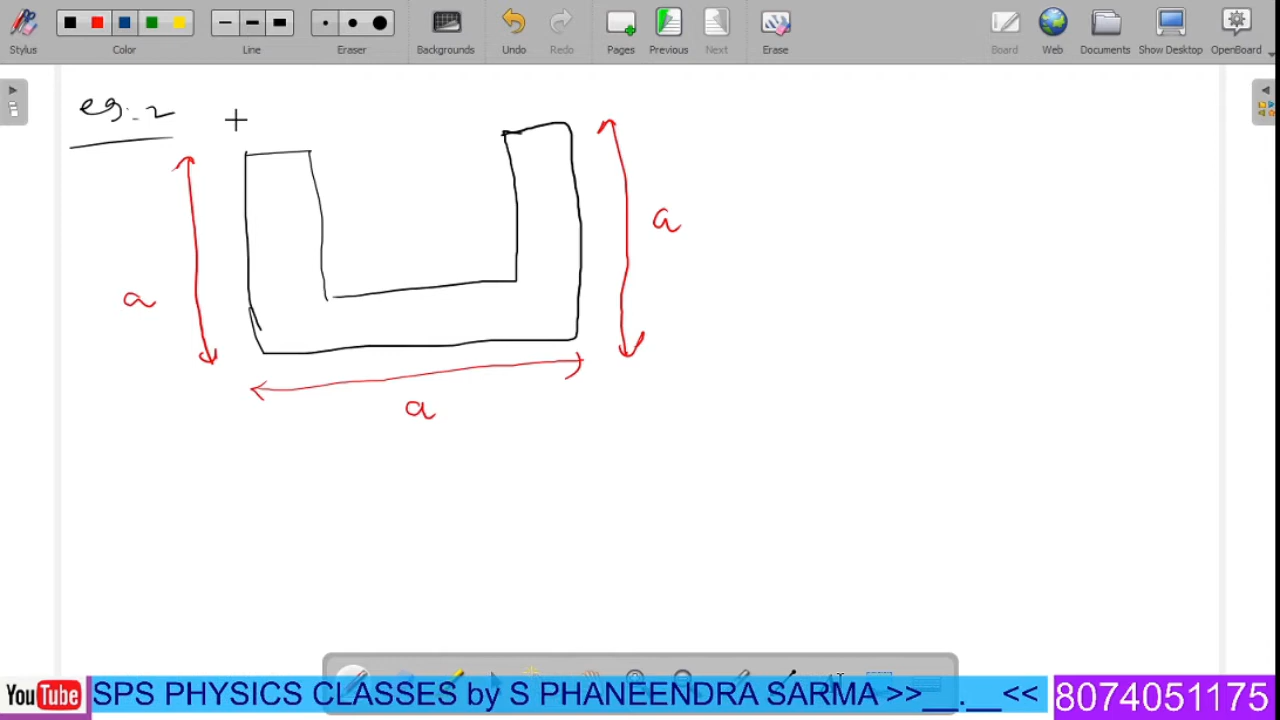 Stylus
Color
Line
Eraser
Backgrounds
Undo
Redo
Pages
Previous
Next
Erase
Board
Web
Documents
Show Desktop
OpenBoard
eg:-2
a
a
a
YouTube SPS PHYSICS CLASSES by S PHANEENDRA SARMA >>__.__<< 8074051175